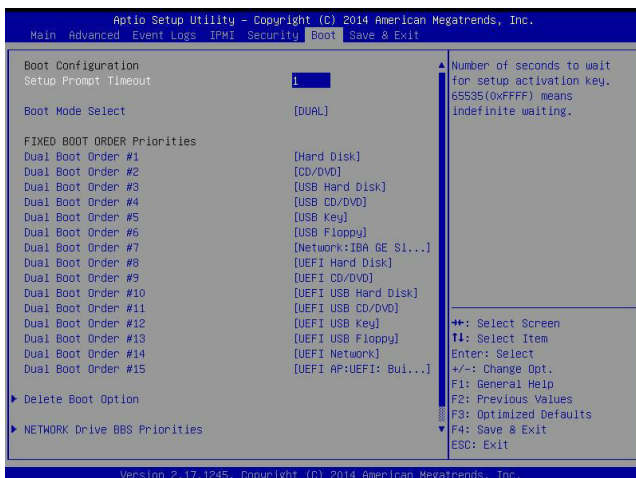 Aptio Setup Utility – Copyright (C) 2014 American Megatrends, Inc.
Main Advanced Event Logs IPMI Security Boot Save & Exit
Boot Configuration
Setup Prompt Timeout 1
Boot Mode Select [DUAL]
FIXED BOOT ORDER Priorities
Dual Boot Order #1 [Hard Disk]
Dual Boot Order #2 [CD/DVD]
Dual Boot Order #3 [USB Hard Disk]
Dual Boot Order #4 [USB CD/DVD]
Dual Boot Order #5 [USB Key]
Dual Boot Order #6 [USB Floppy]
Dual Boot Order #7 [Network:IBA GE Sl...]
Dual Boot Order #8 [UEFI Hard Disk]
Dual Boot Order #9 [UEFI CD/DVD]
Dual Boot Order #10 [UEFI USB Hard Disk]
Dual Boot Order #11 [UEFI USB CD/DVD]
Dual Boot Order #12 [UEFI USB Key]
Dual Boot Order #13 [UEFI USB Floppy]
Dual Boot Order #14 [UEFI Network]
Dual Boot Order #15 [UEFI AP:UEFI: Bui...]
Delete Boot Option
NETWORK Drive BBS Priorities
Number of seconds to wait
for setup activation key.
65535(0xFFFF) means
indefinite waiting.
→←: Select Screen
↑↓: Select Item
Enter: Select
+/-: Change Opt.
F1: General Help
F2: Previous Values
F3: Optimized Defaults
F4: Save & Exit
ESC: Exit
Version 2.17.1245. Copyright (C) 2014 American Megatrends, Inc.